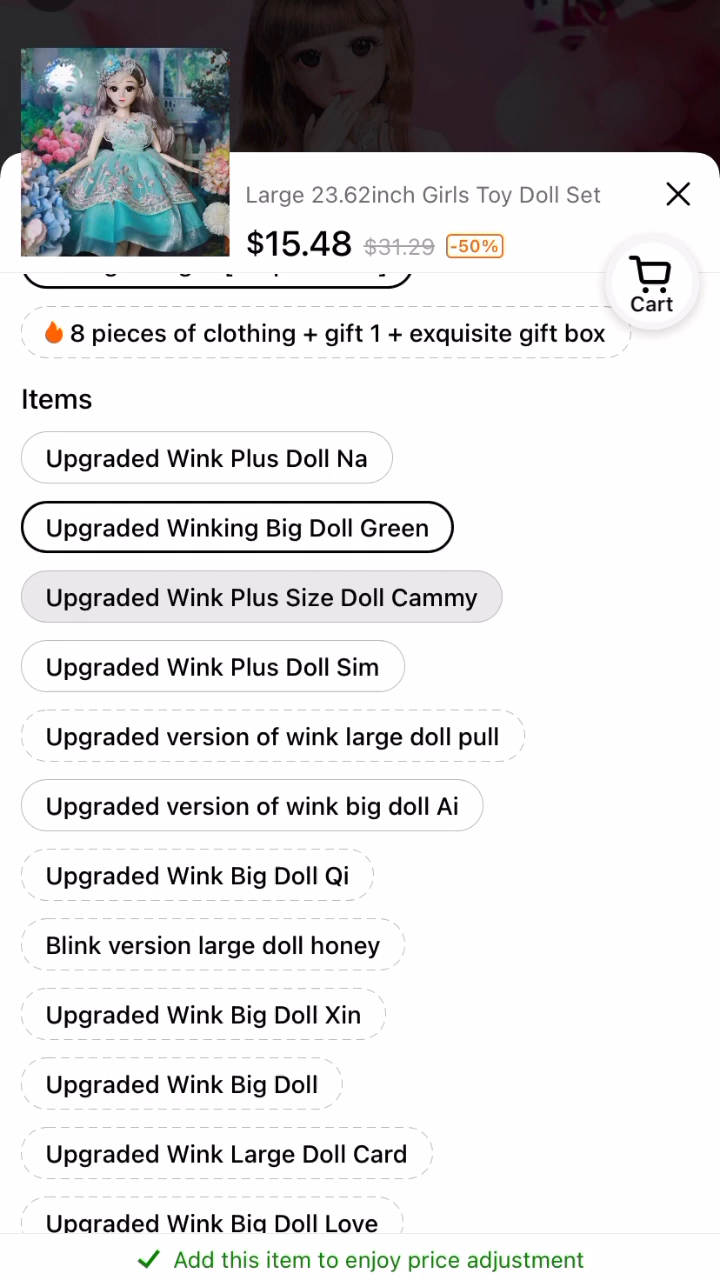 Large 23.62inch Girls Toy Doll Set
$15.48 $31.29 -50%
Cart
8 pieces of clothing + gift 1 + exquisite gift box
Items
Upgraded Wink Plus Doll Na
Upgraded Winking Big Doll Green
Upgraded Wink Plus Size Doll Cammy
Upgraded Wink Plus Doll Sim
Upgraded version of wink large doll pull
Upgraded version of wink big doll Ai
Upgraded Wink Big Doll Qi
Blink version large doll honey
Upgraded Wink Big Doll Xin
Upgraded Wink Big Doll
Upgraded Wink Large Doll Card
Upgraded Wink Big Doll Love
Add this item to enjoy price adjustment